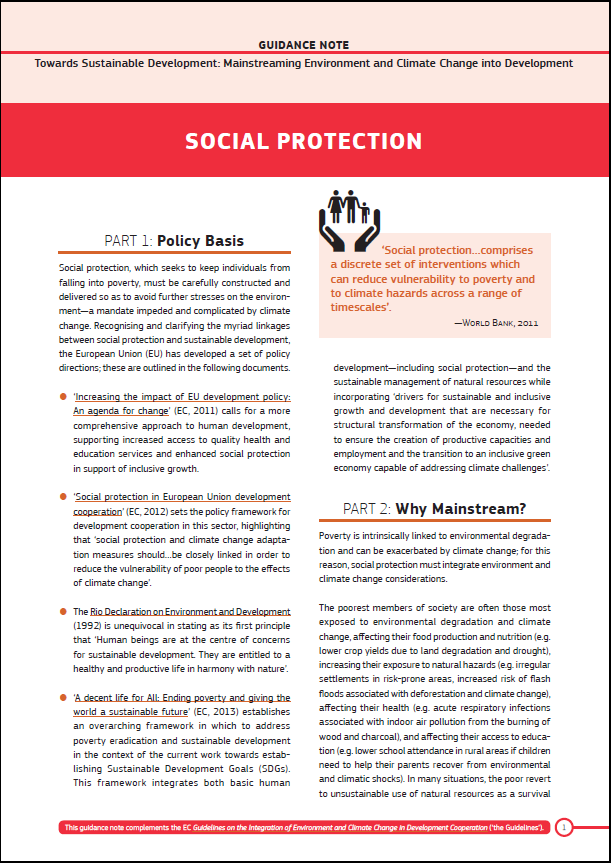 GUIDANCE NOTE
Towards Sustainable Development: Mainstreaming Environment and Climate Change into Development
SOCIAL PROTECTION
PART 1: Policy Basis
Social protection, which seeks to keep individuals from
falling into poverty, must be carefully constructed and
delivered so as to avoid further stresses on the environ-
ment—a mandate impeded and complicated by climate
change. Recognising and clarifying the myriad linkages
between social protection and sustainable development,
the European Union (EU) has developed a set of policy
directions; these are outlined in the following documents.
● ‘Increasing the impact of EU development policy:
An agenda for change’ (EC, 2011) calls for a more
comprehensive approach to human development,
supporting increased access to quality health and
education services and enhanced social protection
in support of inclusive growth.
● ‘Social protection in European Union development
cooperation’ (EC, 2012) sets the policy framework for
development cooperation in this sector, highlighting
that ‘social protection and climate change adapta-
tion measures should...be closely linked in order to
reduce the vulnerability of poor people to the effects
of climate change’.
● The Rio Declaration on Environment and Development
(1992) is unequivocal in stating as its first principle
that ‘Human beings are at the centre of concerns
for sustainable development. They are entitled to a
healthy and productive life in harmony with nature’.
● ‘A decent life for All: Ending poverty and giving the
world a sustainable future’ (EC, 2013) establishes
an overarching framework in which to address
poverty eradication and sustainable development
in the context of the current work towards estab-
lishing Sustainable Development Goals (SDGs).
This framework integrates both basic human
‘Social protection...comprises
a discrete set of interventions which
can reduce vulnerability to poverty and
to climate hazards across a range of
timescales’.
—WORLD BANK, 2011
development—including social protection—and the
sustainable management of natural resources while
incorporating ‘drivers for sustainable and inclusive
growth and development that are necessary for
structural transformation of the economy, needed
to ensure the creation of productive capacities and
employment and the transition to an inclusive green
economy capable of addressing climate challenges’.
PART 2: Why Mainstream?
Poverty is intrinsically linked to environmental degrada-
tion and can be exacerbated by climate change; for this
reason, social protection must integrate environment and
climate change considerations.
The poorest members of society are often those most
exposed to environmental degradation and climate
change, affecting their food production and nutrition (e.g.
lower crop yields due to land degradation and drought),
increasing their exposure to natural hazards (e.g. irregular
settlements in risk-prone areas, increased risk of flash
floods associated with deforestation and climate change),
affecting their health (e.g. acute respiratory infections
associated with indoor air pollution from the burning of
wood and charcoal), and affecting their access to educa-
tion (e.g. lower school attendance in rural areas if children
need to help their parents recover from environmental
and climatic shocks). In many situations, the poor revert
to unsustainable use of natural resources as a survival
This guidance note complements the EC Guidelines on the Integration of Environment and Climate Change in Development Cooperation (‘the Guidelines’).
1